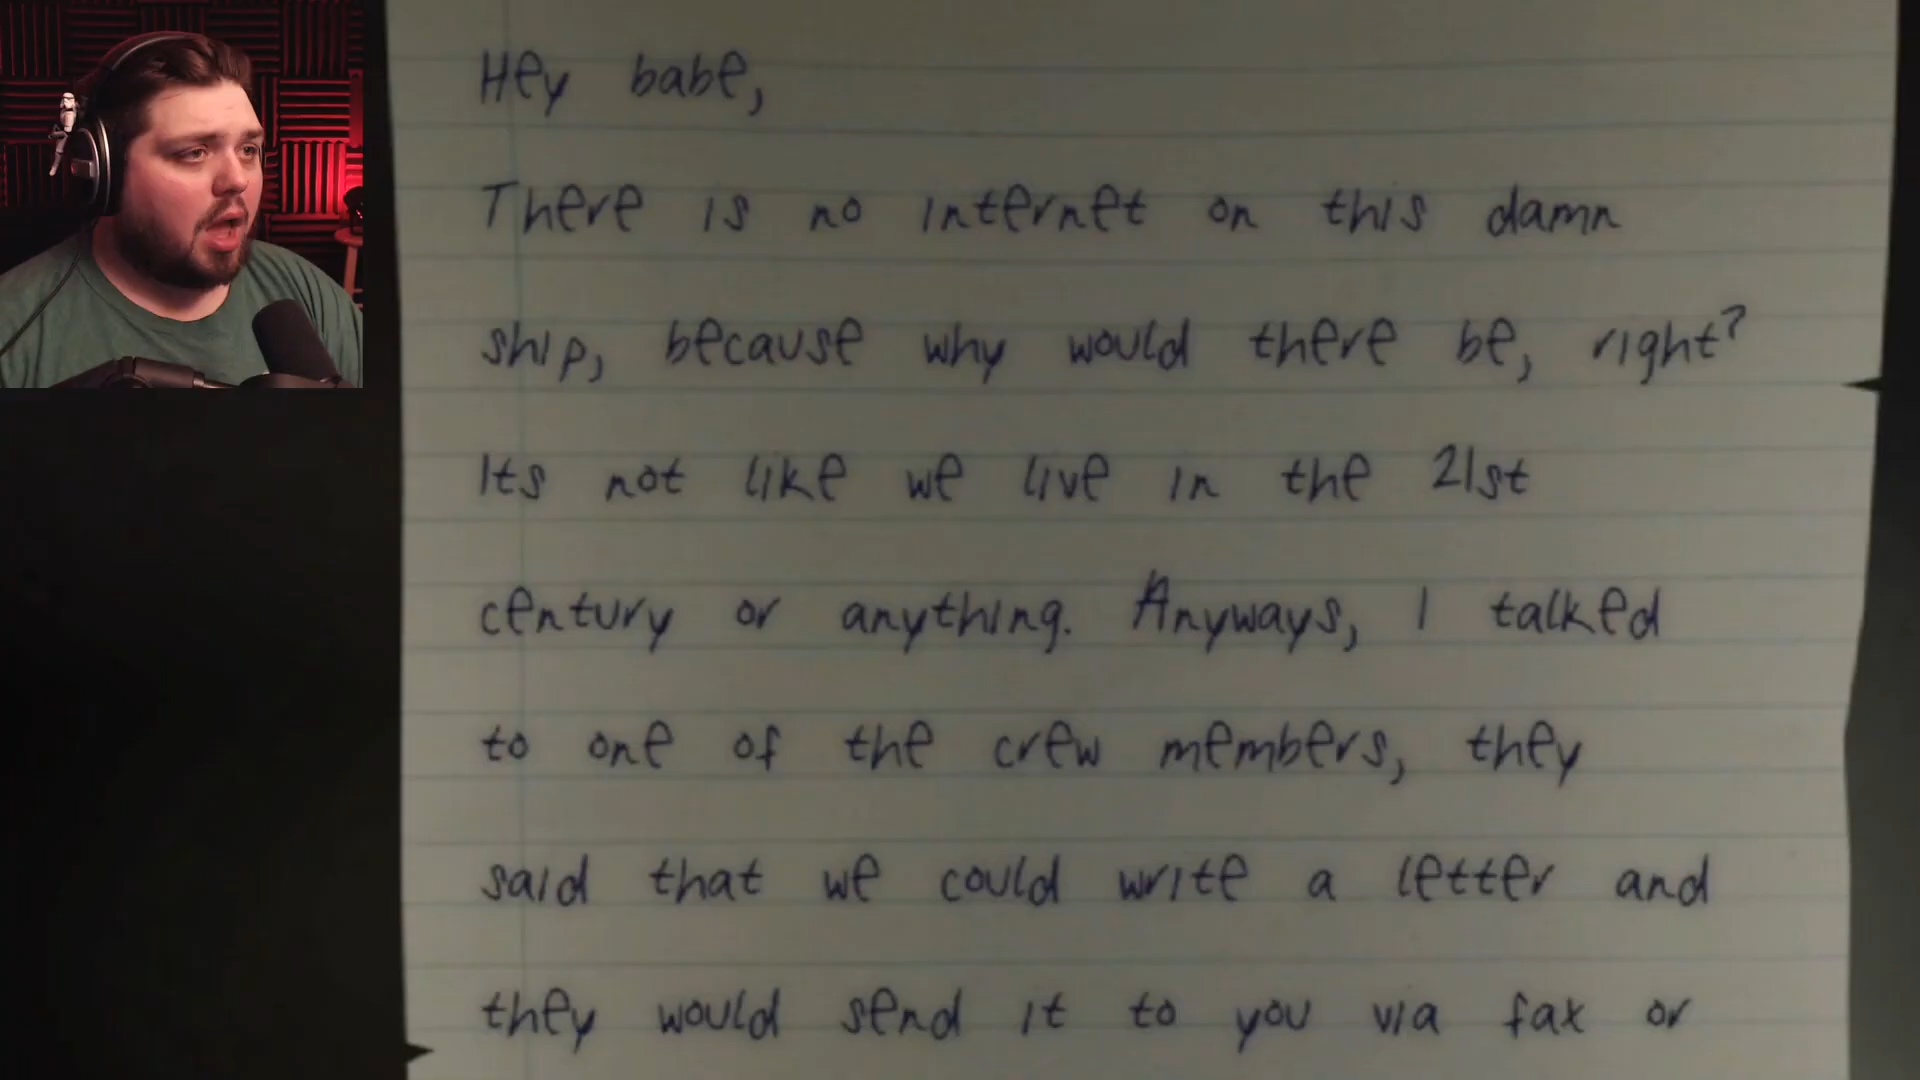 Hey babe,
There is no internet on this damn
ship, because why would there be, right?
Its not like we live in the 21st
century or anything. Anyways, I talked
to one of the crew members, they
said that we could write a letter and
they would send it to you via fax or